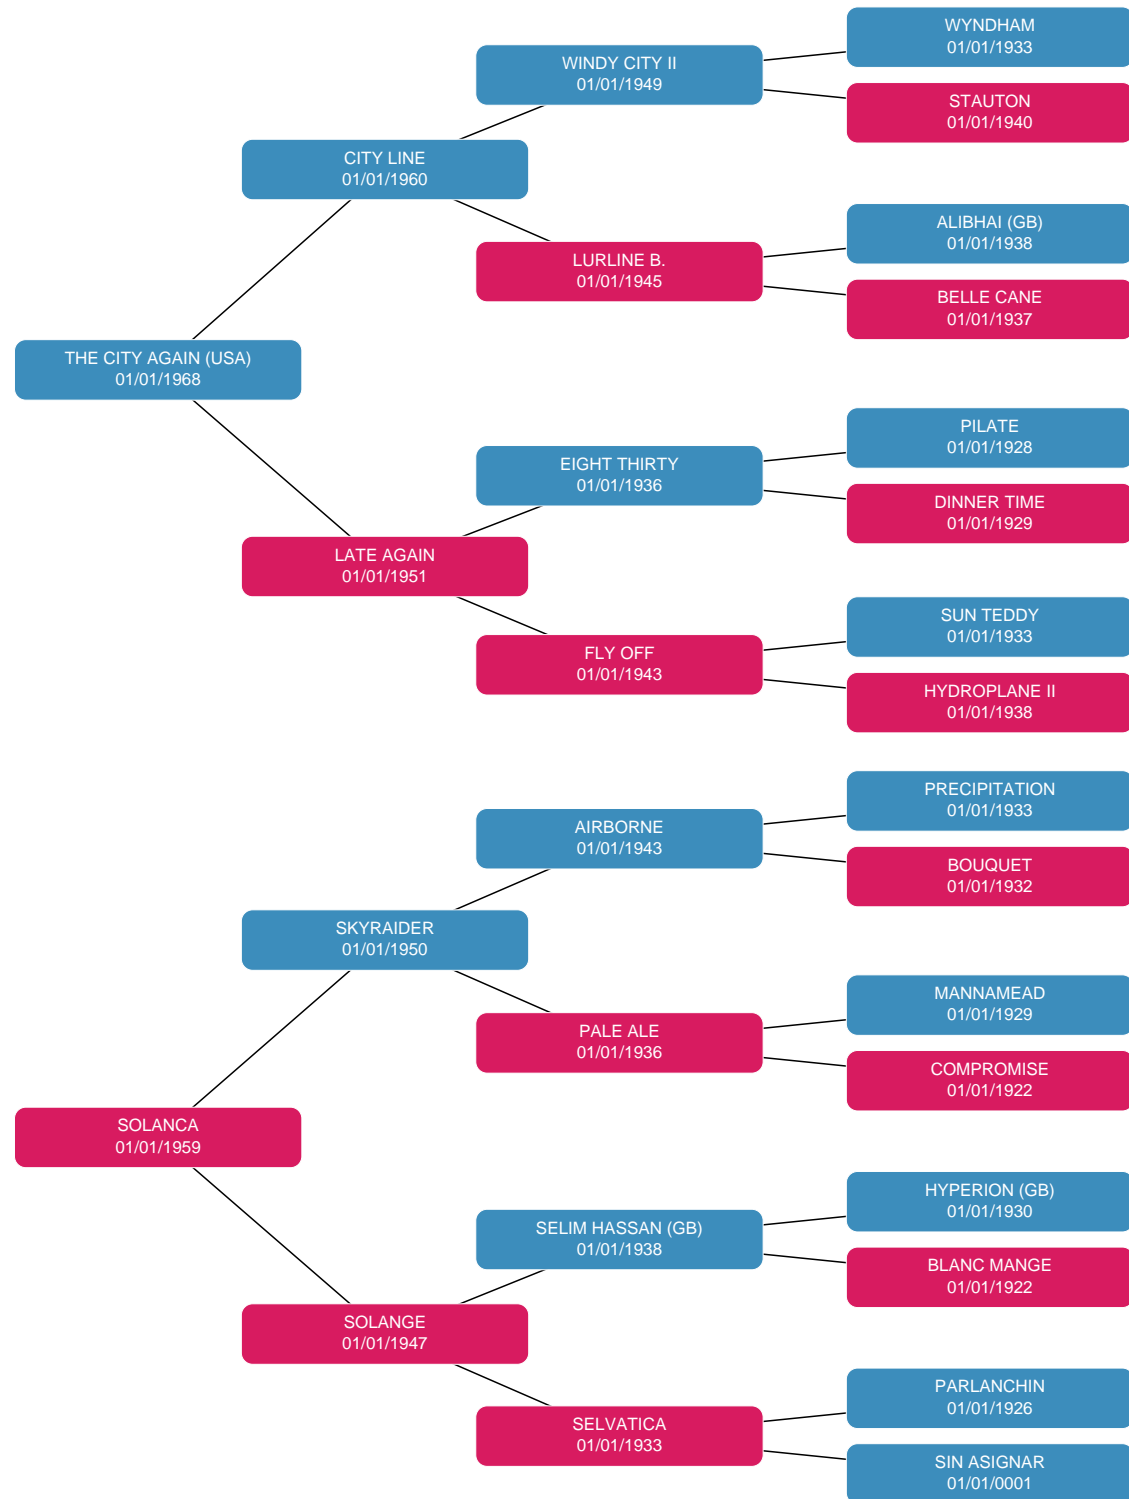 WYNDHAM
01/01/1933
WINDY CITY II
01/01/1949
STAUTON
01/01/1940
CITY LINE
01/01/1960
ALIBHAI (GB)
01/01/1938
LURLINE B.
01/01/1945
BELLE CANE
01/01/1937
THE CITY AGAIN (USA)
01/01/1968
PILATE
01/01/1928
EIGHT THIRTY
01/01/1936
DINNER TIME
01/01/1929
LATE AGAIN
01/01/1951
SUN TEDDY
01/01/1933
FLY OFF
01/01/1943
HYDROPLANE II
01/01/1938
PRECIPITATION
01/01/1933
AIRBORNE
01/01/1943
BOUQUET
01/01/1932
SKYRAIDER
01/01/1950
MANNAMEAD
01/01/1929
PALE ALE
01/01/1936
COMPROMISE
01/01/1922
SOLANCA
01/01/1959
HYPERION (GB)
01/01/1930
SELIM HASSAN (GB)
01/01/1938
BLANC MANGE
01/01/1922
SOLANGE
01/01/1947
PARLANCHIN
01/01/1926
SELVATICA
01/01/1933
SIN ASIGNAR
01/01/0001